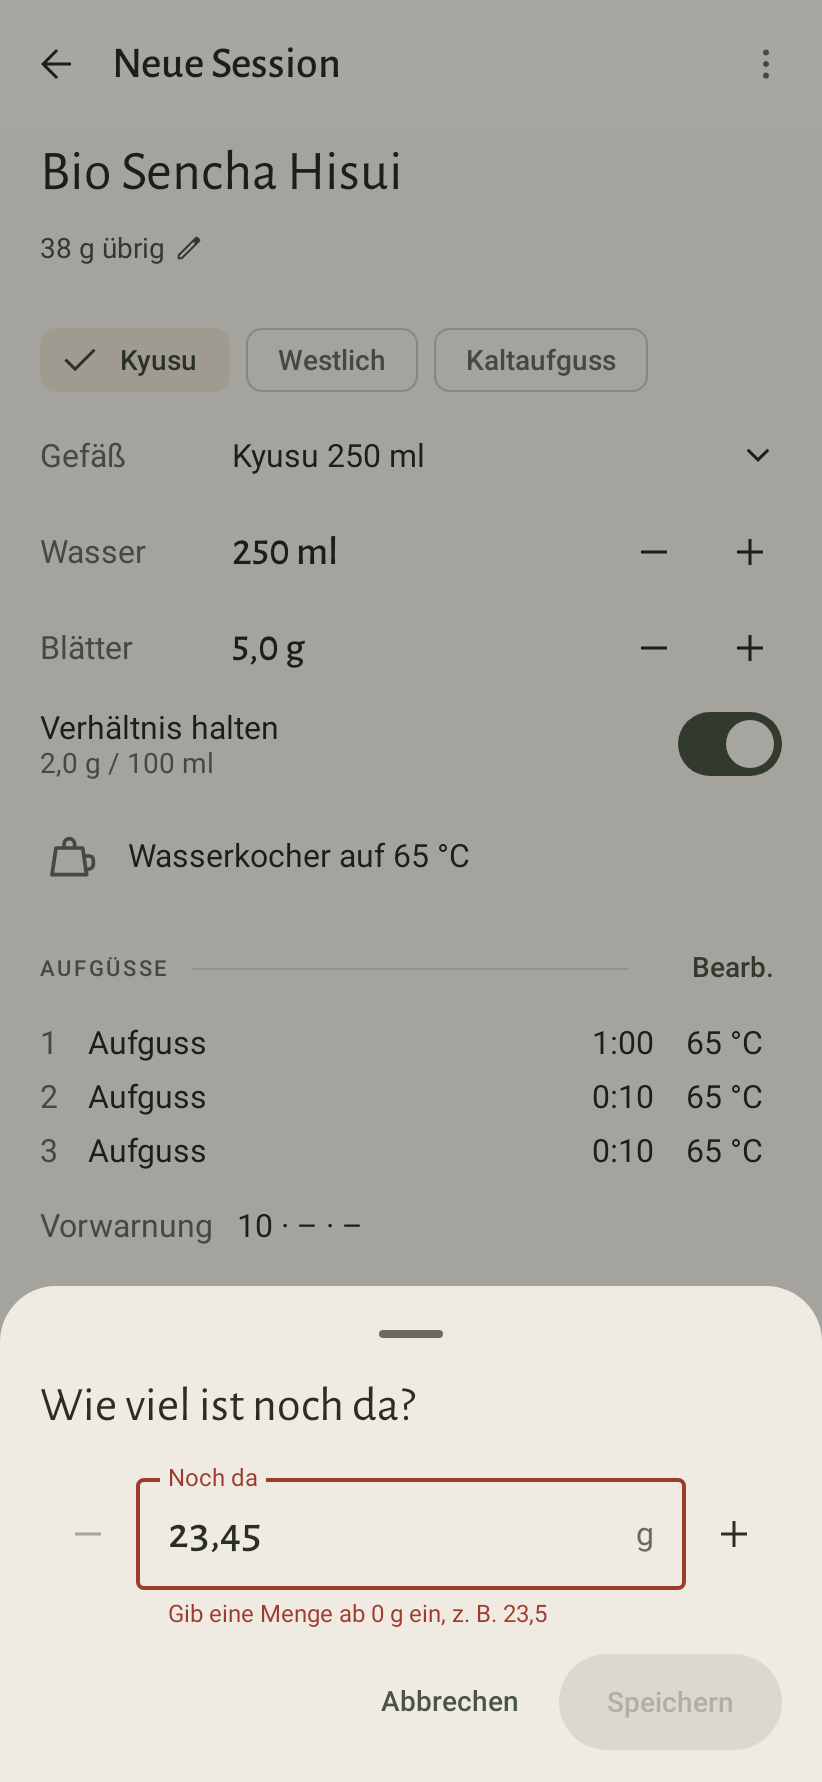 Neue Session
Bio Sencha Hisui
38 g übrig
Kyusu Westlich Kaltaufguss
Gefäß Kyusu 250 ml
Wasser 250 ml
Blätter 5,0 g
Verhältnis halten
2,0 g / 100 ml
Wasserkocher auf 65 °C
AUFGÜSSE Bearb.
1 Aufguss 1:00 65 °C
2 Aufguss 0:10 65 °C
3 Aufguss 0:10 65 °C
Vorwarnung 10 · – · –
Wie viel ist noch da?
Noch da
23,45 g
Gib eine Menge ab 0 g ein, z. B. 23,5
Abbrechen Speichern